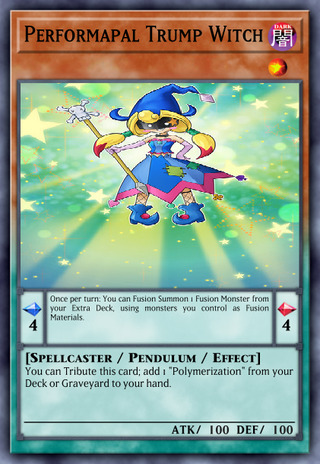 PERFORMAPAL TRUMP WITCH
DARK
闇
Once per turn: You can Fusion Summon 1 Fusion Monster from
your Extra Deck, using monsters you control as Fusion
Materials.
4
4
[SPELLCASTER / PENDULUM / EFFECT]
You can Tribute this card; add 1 "Polymerization" from your
Deck or Graveyard to your hand.
ATK/ 100 DEF/ 100